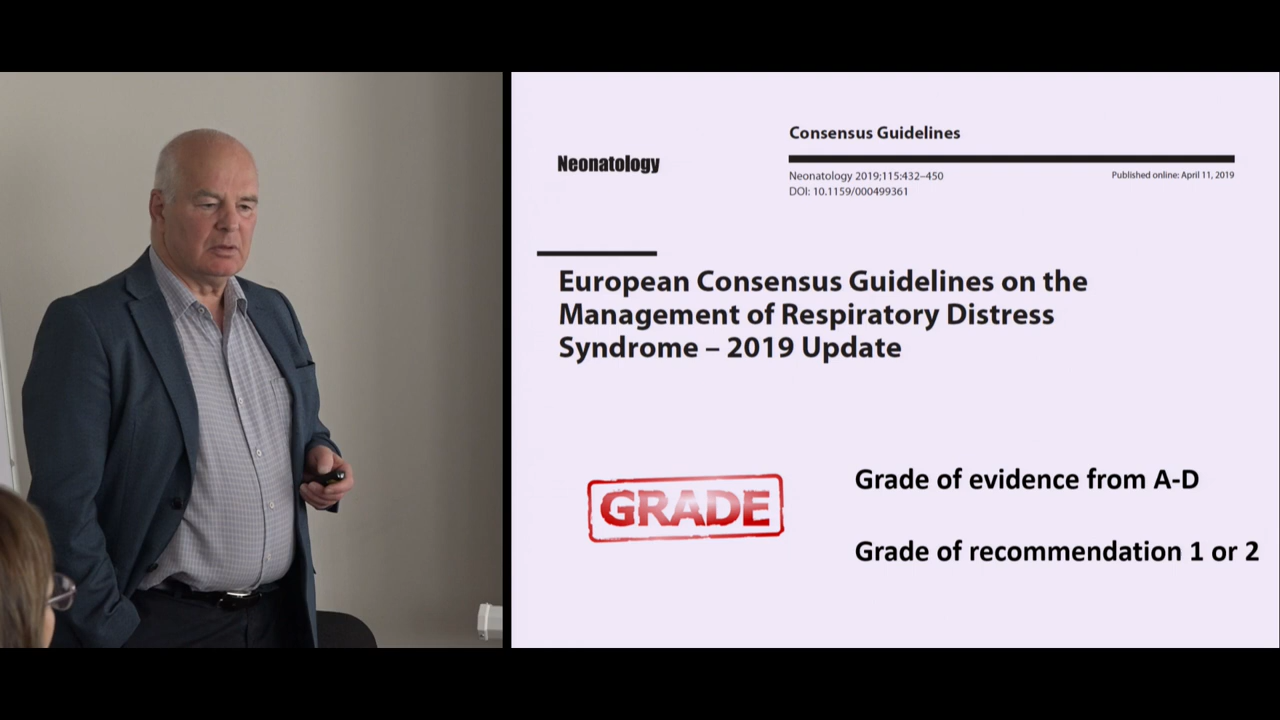 Neonatology
Consensus Guidelines
Neonatology 2019;115:432–450
DOI: 10.1159/000499361
Published online: April 11, 2019
European Consensus Guidelines on the
Management of Respiratory Distress
Syndrome – 2019 Update
GRADE
Grade of evidence from A-D
Grade of recommendation 1 or 2